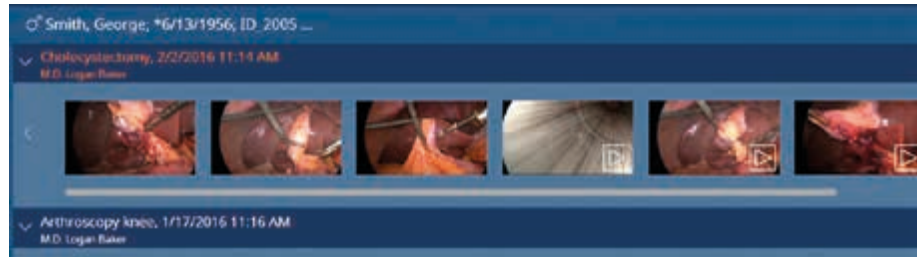 ♂ Smith, George; *6/13/1956; ID_2005 ...
Cholecystectomy, 2/2/2016 11:14 AM
M.D. Logan Baker
Arthroscopy knee, 1/17/2016 11:16 AM
M.D. Logan Baker